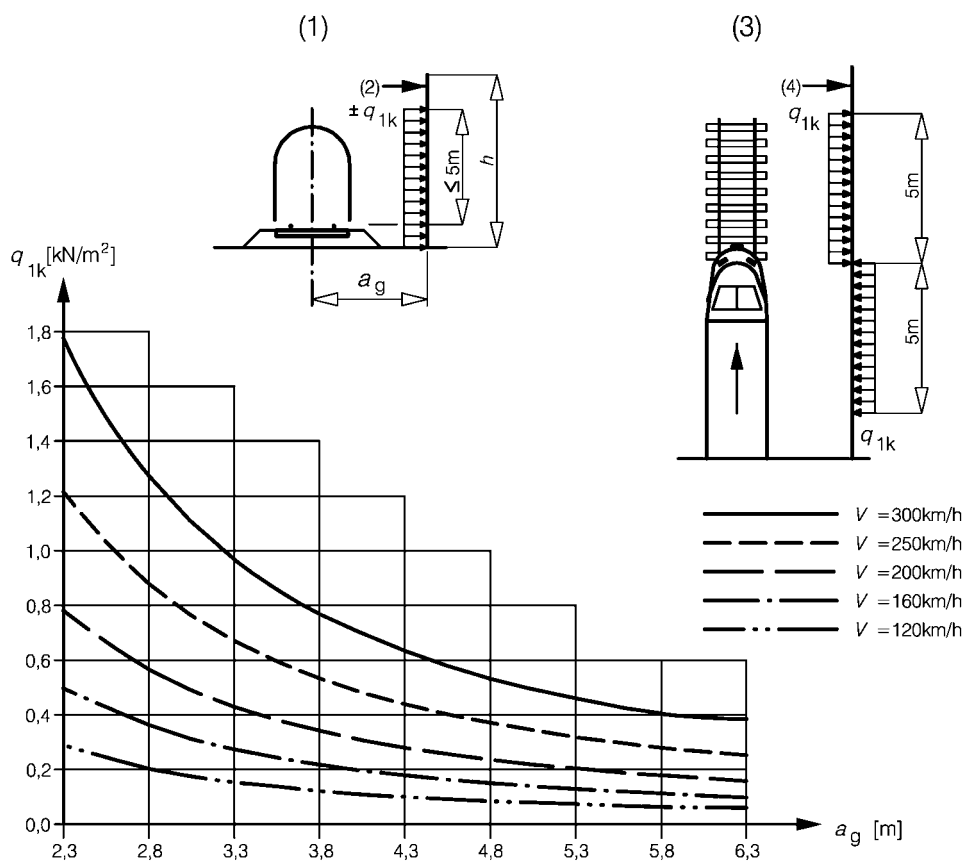 (1)
(3)
(2)
± q1k
≤ 5m
h
ag
(4)
q1k
5m
5m
q1k
q1k[kN/m²]
1,8
1,6
1,4
1,2
1,0
0,8
0,6
0,4
0,2
0,0
2,3
2,8
3,3
3,8
4,3
4,8
5,3
5,8
6,3
ag [m]
V =300km/h
V =250km/h
V =200km/h
V =160km/h
V =120km/h